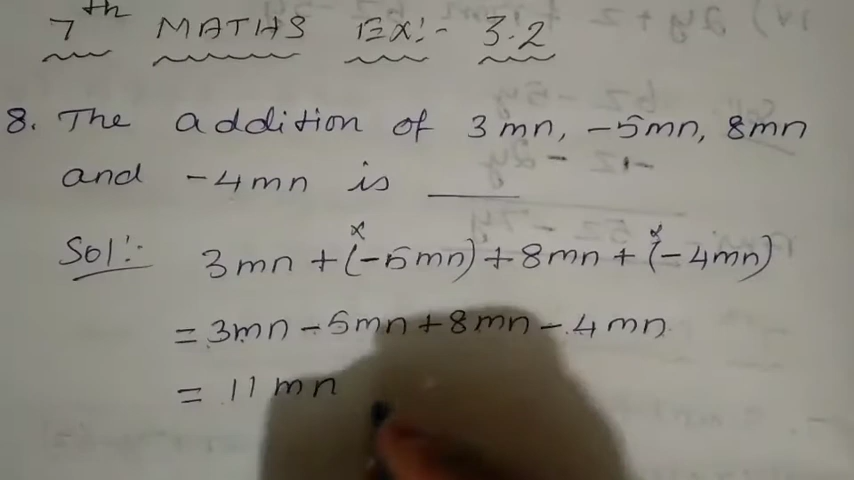 7th MATHS Ex:- 3.2
8. The addition of 3mn, -5mn, 8mn
and -4mn is ____
Sol:- 3mn + (-5mn) + 8mn + (-4mn)
= 3mn - 5mn + 8mn - 4mn
= 11mn